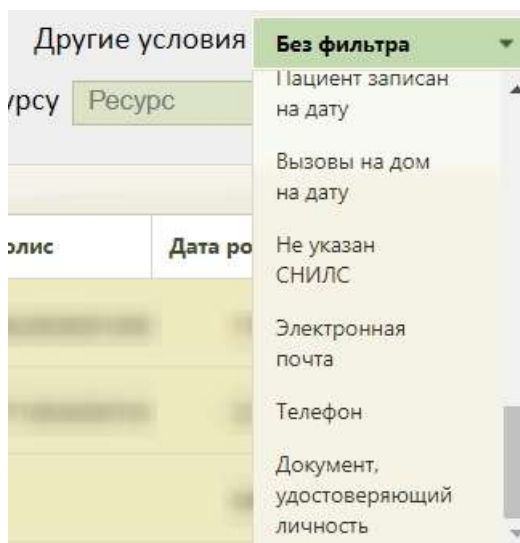 Другие условия
Без фильтра
урсу
Ресурс
Пациент записан
на дату
Вызовы на дом
на дату
олис
Дата ро
Не указан
СНИЛС
Электронная
почта
Телефон
Документ,
удостоверяющий
личность